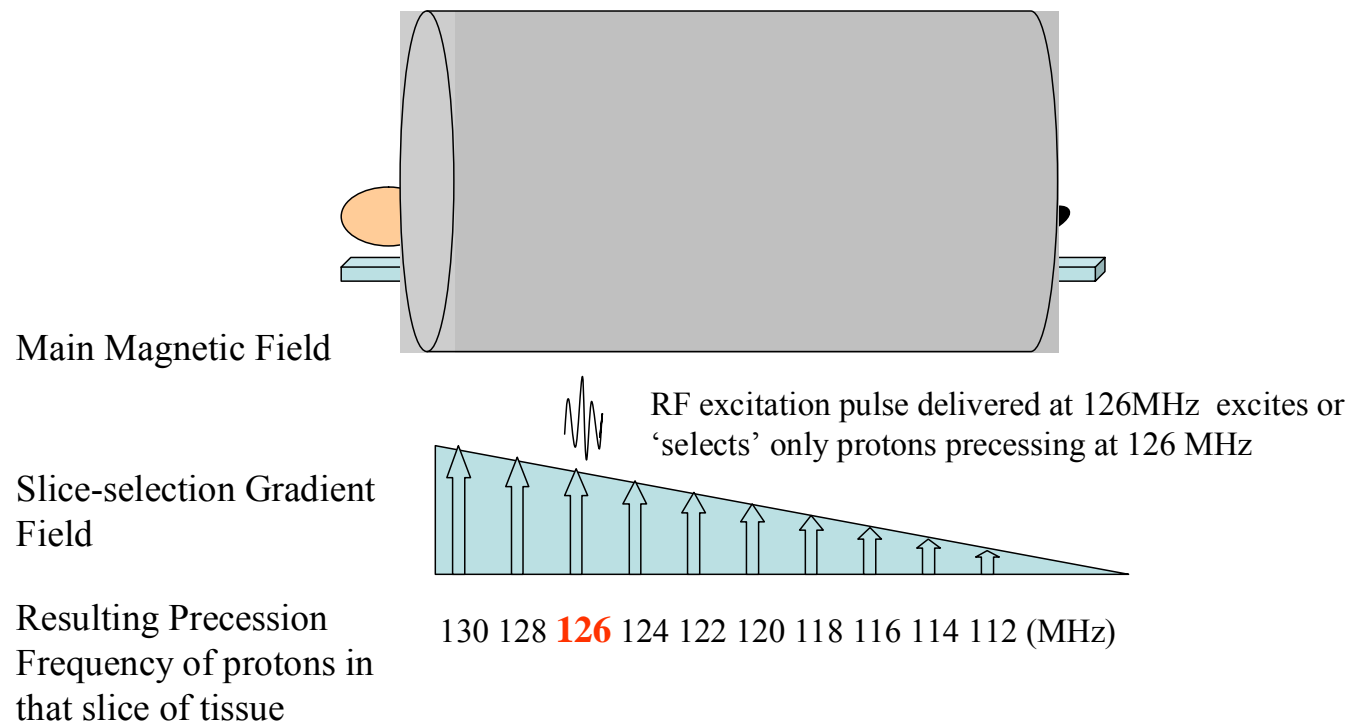 Main Magnetic Field
RF excitation pulse delivered at 126MHz excites or
‘selects’ only protons precessing at 126 MHz
Slice-selection Gradient
Field
Resulting Precession
Frequency of protons in
that slice of tissue
130 128 126 124 122 120 118 116 114 112 (MHz)